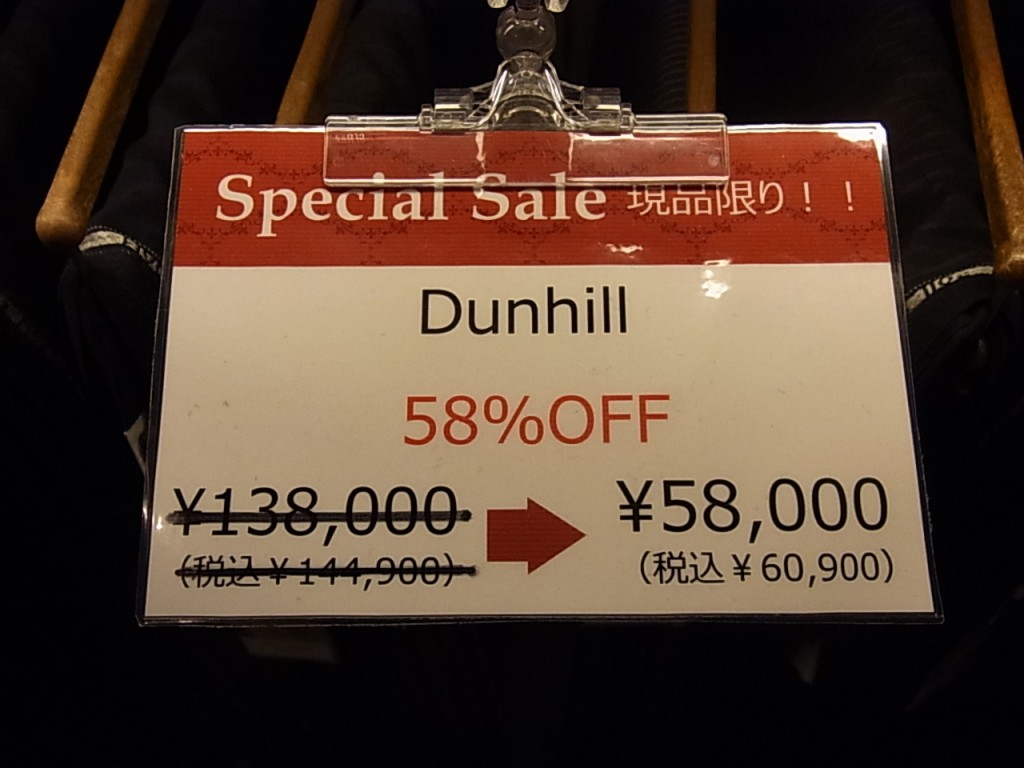 Special Sale 現品限り！！
Dunhill
58%OFF
¥138,000 ¥58,000
(税込¥144,900) (税込¥60,900)